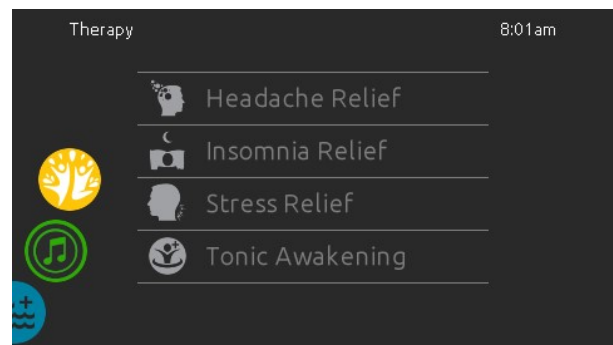 Therapy 8:01am
Headache Relief
Insomnia Relief
Stress Relief
Tonic Awakening